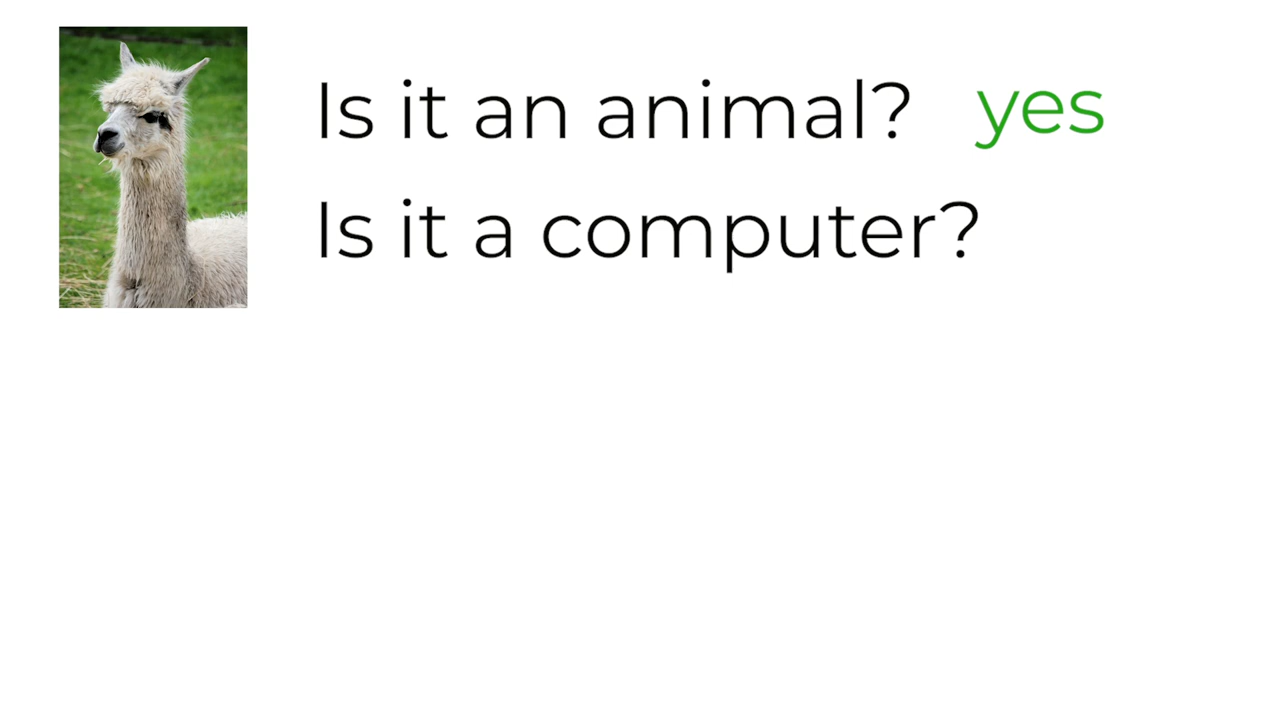 Is it an animal? yes
Is it a computer?